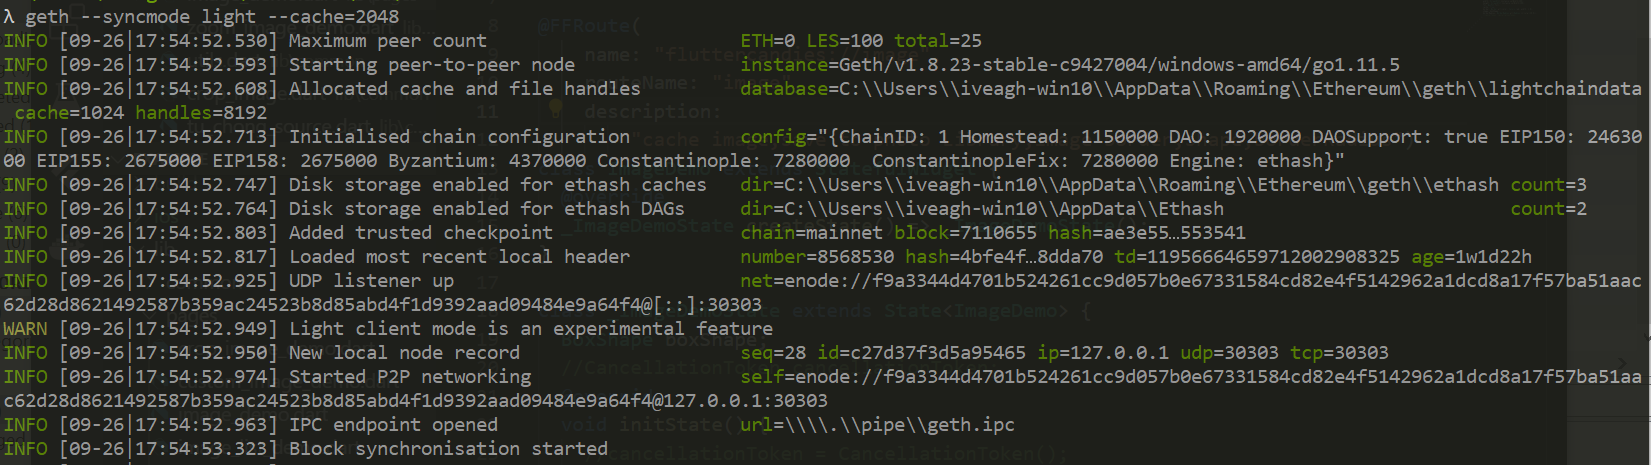 λ geth --syncmode light --cache=2048
INFO [09-26|17:54:52.530] Maximum peer count                       ETH=0 LES=100 total=25
INFO [09-26|17:54:52.593] Starting peer-to-peer node               instance=Geth/v1.8.23-stable-c9427004/windows-amd64/go1.11.5
INFO [09-26|17:54:52.608] Allocated cache and file handles         database=C:\\Users\\iveagh-win10\\AppData\\Roaming\\Ethereum\\geth\\lightchaindata
 cache=1024 handles=8192
INFO [09-26|17:54:52.713] Initialised chain configuration          config="{ChainID: 1 Homestead: 1150000 DAO: 1920000 DAOSupport: true EIP150: 24630
00 EIP155: 2675000 EIP158: 2675000 Byzantium: 4370000 Constantinople: 7280000  ConstantinopleFix: 7280000 Engine: ethash}"
INFO [09-26|17:54:52.747] Disk storage enabled for ethash caches   dir=C:\\Users\\iveagh-win10\\AppData\\Roaming\\Ethereum\\geth\\ethash count=3
INFO [09-26|17:54:52.764] Disk storage enabled for ethash DAGs     dir=C:\\Users\\iveagh-win10\\AppData\\Ethash                          count=2
INFO [09-26|17:54:52.803] Added trusted checkpoint                 chain=mainnet block=7110655 hash=ae3e55…553541
INFO [09-26|17:54:52.817] Loaded most recent local header          number=8568530 hash=4bfe4f…8dda70 td=11956664659712002908325 age=1w1d22h
INFO [09-26|17:54:52.925] UDP listener up                          net=enode://f9a3344d4701b524261cc9d057b0e67331584cd82e4f5142962a1dcd8a17f57ba51aac
62d28d8621492587b359ac24523b8d85abd4f1d9392aad09484e9a64f4@[::]:30303
WARN [09-26|17:54:52.949] Light client mode is an experimental feature
INFO [09-26|17:54:52.950] New local node record                    seq=28 id=c27d37f3d5a95465 ip=127.0.0.1 udp=30303 tcp=30303
INFO [09-26|17:54:52.974] Started P2P networking                   self=enode://f9a3344d4701b524261cc9d057b0e67331584cd82e4f5142962a1dcd8a17f57ba51aa
c62d28d8621492587b359ac24523b8d85abd4f1d9392aad09484e9a64f4@127.0.0.1:30303
INFO [09-26|17:54:52.963] IPC endpoint opened                      url=\\\\.\\pipe\\geth.ipc
INFO [09-26|17:54:53.323] Block synchronisation started